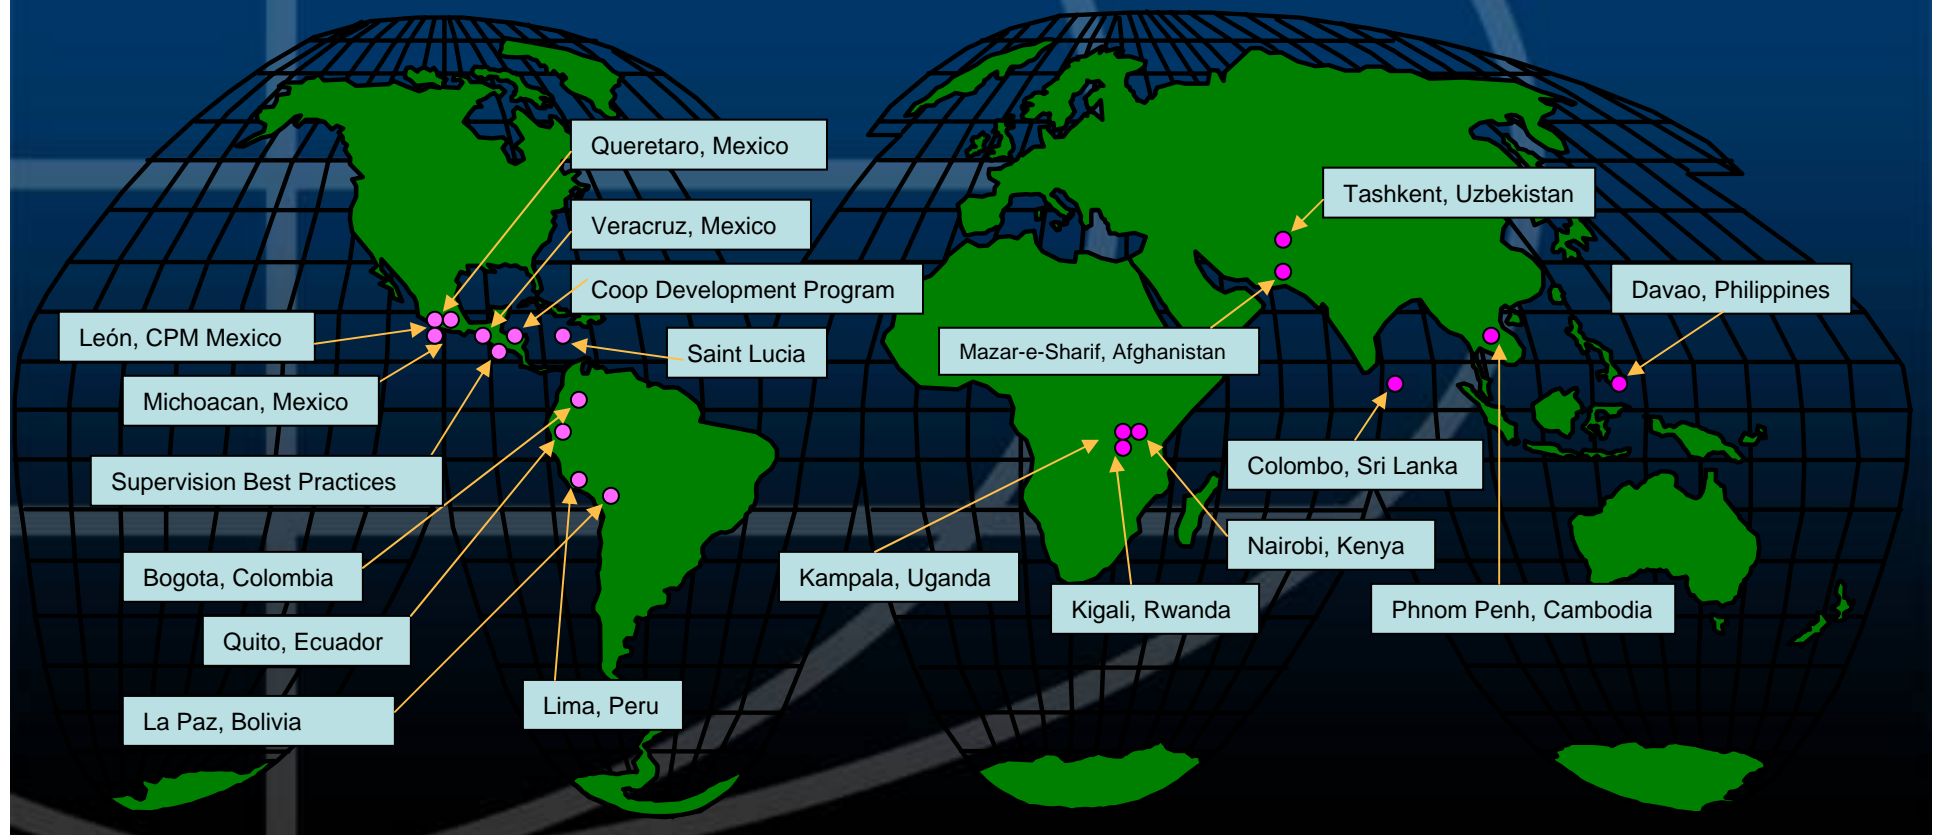 Queretaro, Mexico
Tashkent, Uzbekistan
Veracruz, Mexico
Coop Development Program
Davao, Philippines
León, CPM Mexico
Saint Lucia
Mazar-e-Sharif, Afghanistan
Michoacan, Mexico
Supervision Best Practices
Colombo, Sri Lanka
Nairobi, Kenya
Bogota, Colombia
Kampala, Uganda
Kigali, Rwanda
Phnom Penh, Cambodia
Quito, Ecuador
Lima, Peru
La Paz, Bolivia